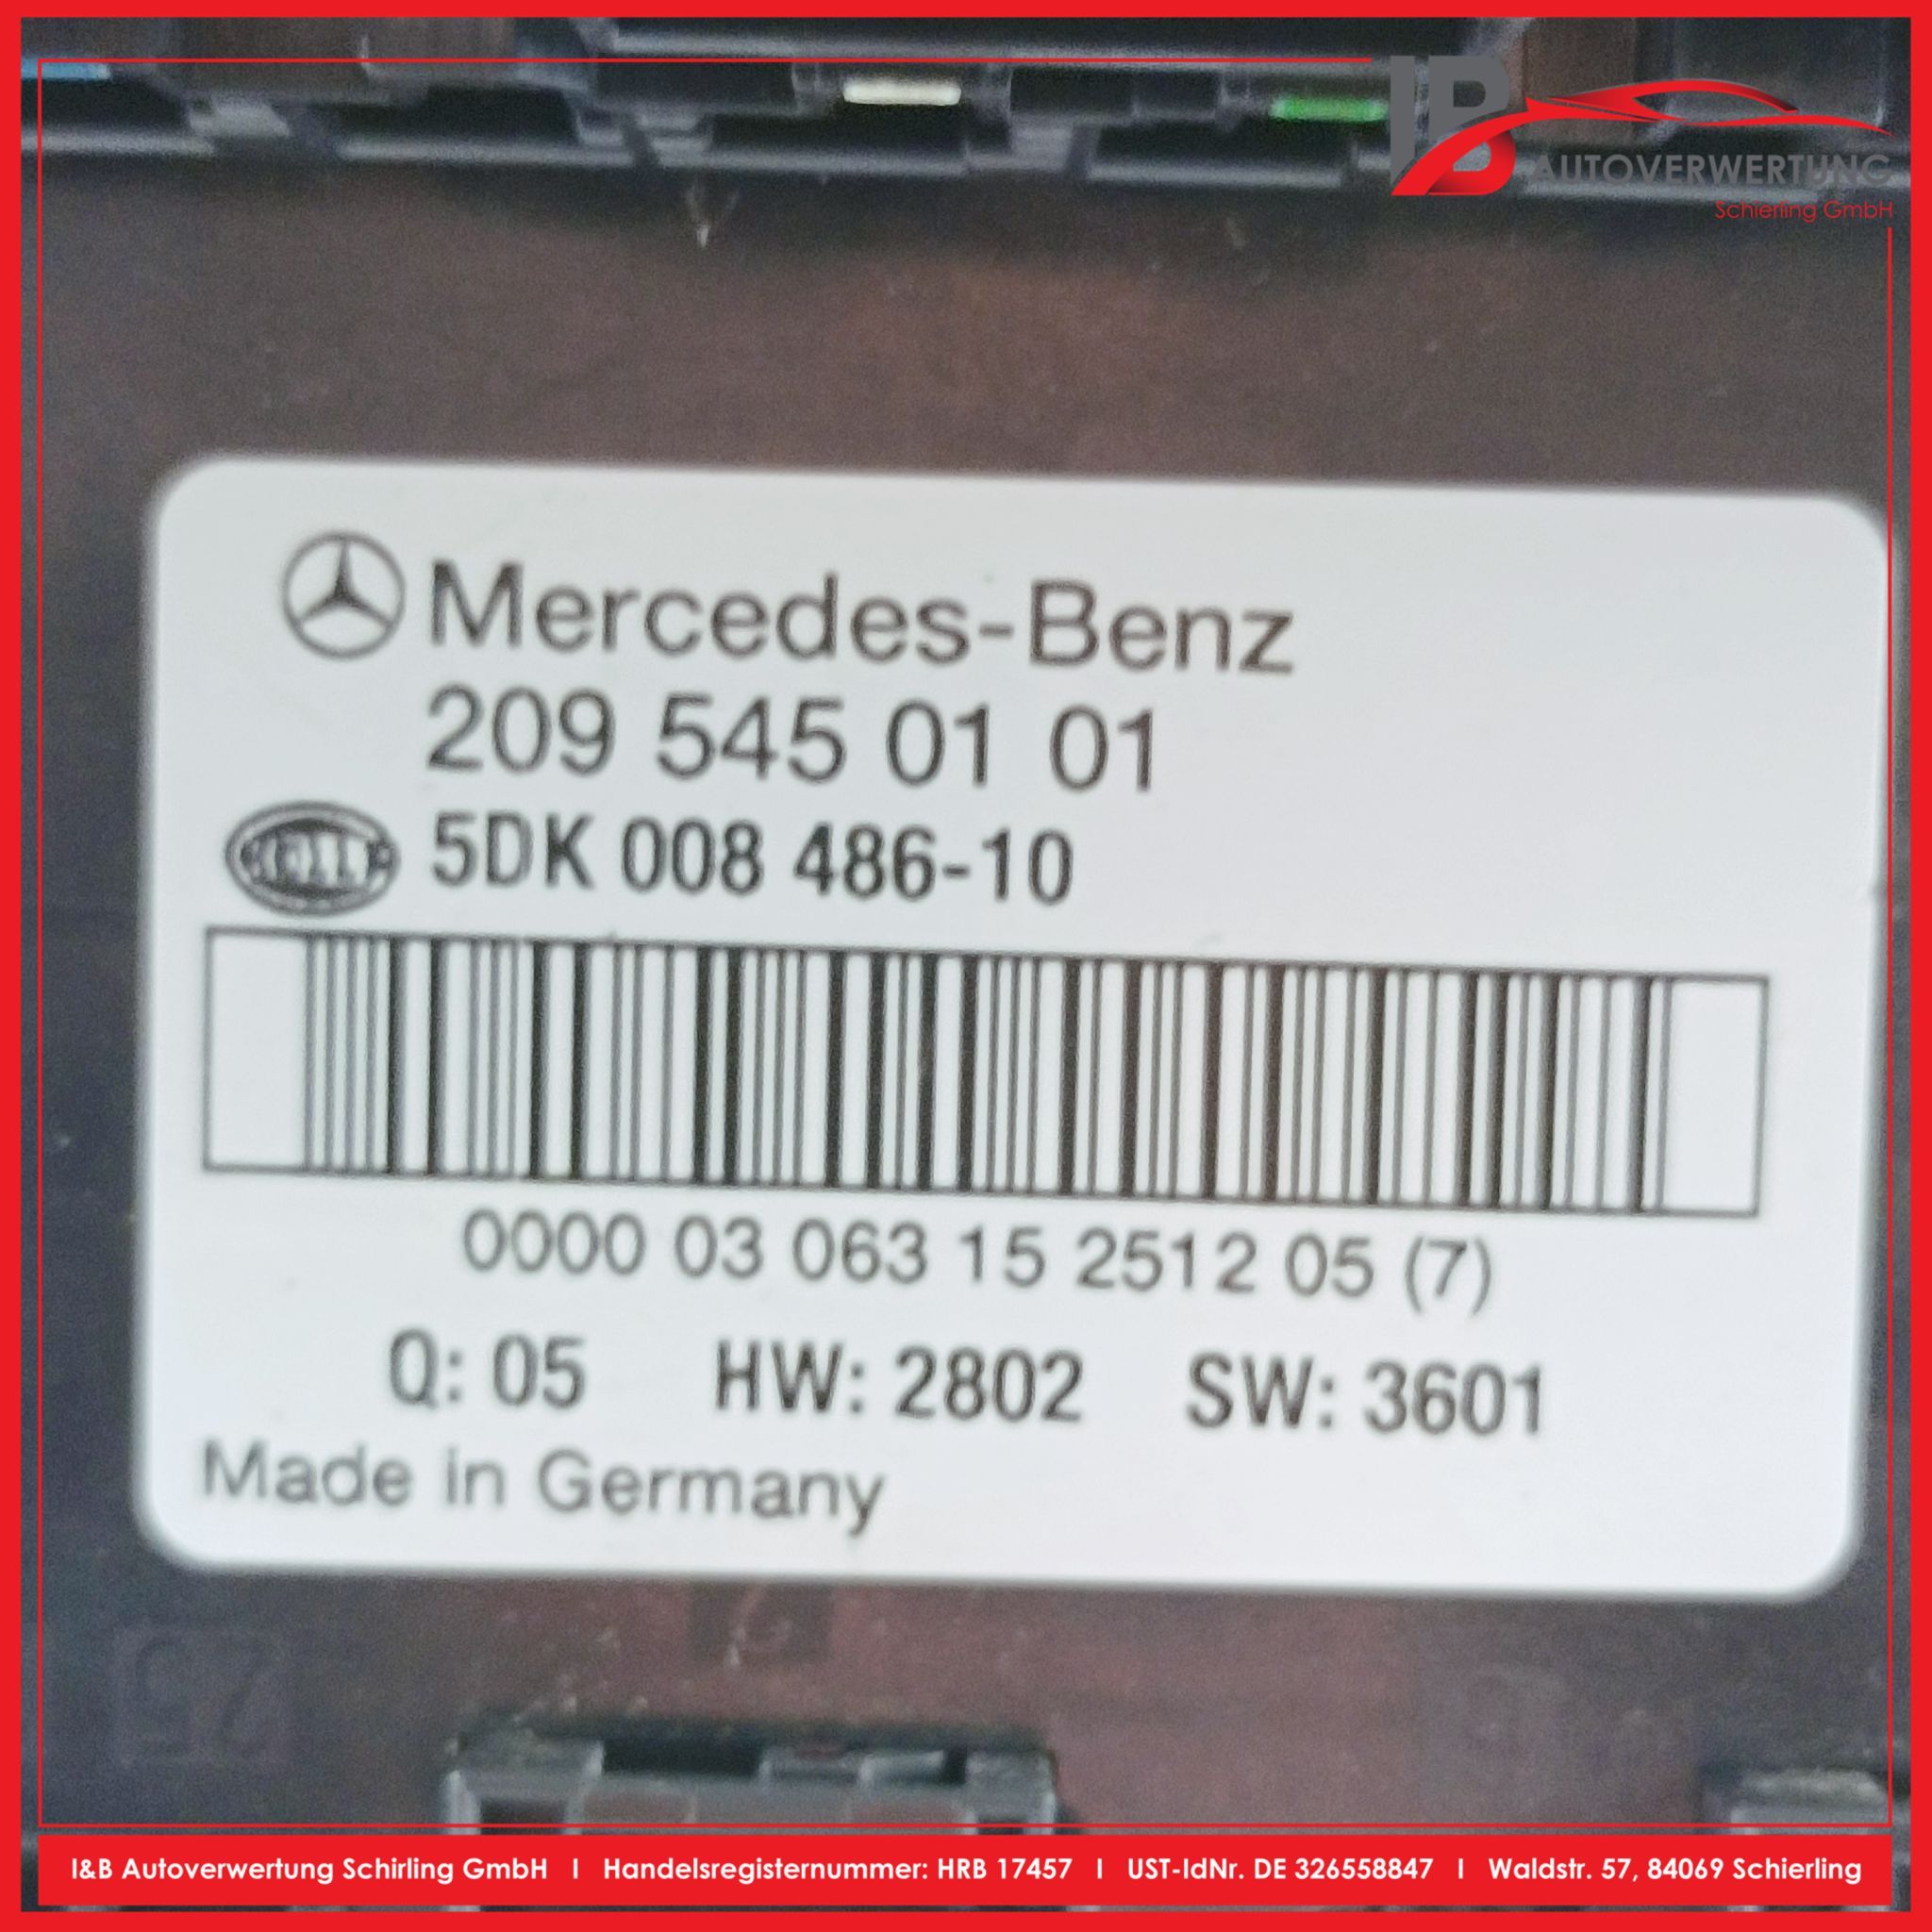 IB
AUTOVERWERTUNG
Schierling GmbH
Mercedes-Benz
209 545 01 01
HELLA 5DK 008 486-10
0000 03 063 15 2512 05 (7)
Q: 05 HW: 2802 SW: 3601
Made in Germany
I&B Autoverwertung Schirling GmbH I Handelsregisternummer: HRB 17457 I UST-IdNr. DE 326558847 I Waldstr. 57, 84069 Schierling